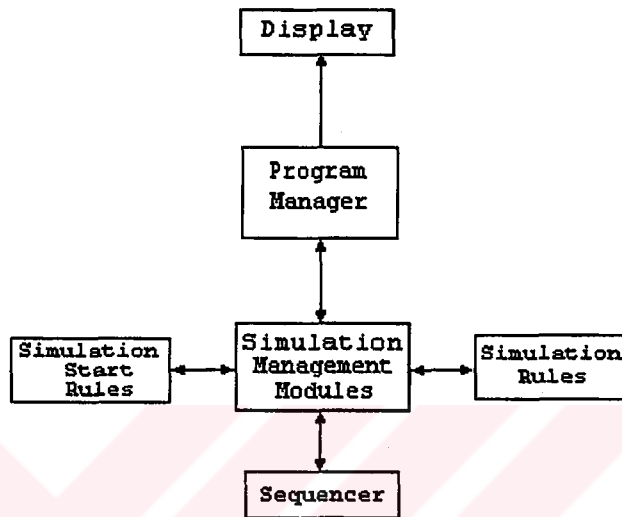 Display
Program
Manager
Simulation
Start
Rules
Simulation
Management
Modules
Simulation
Rules
Sequencer